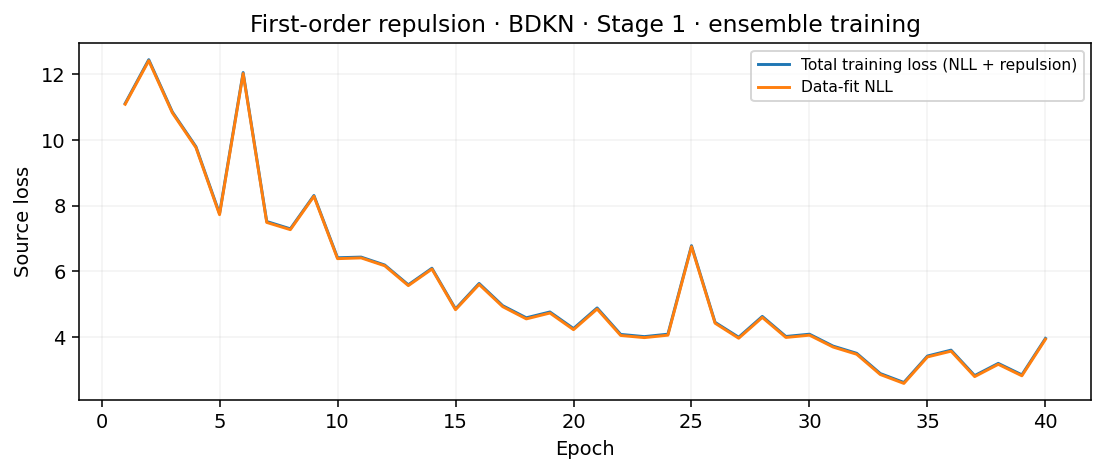 First-order repulsion · BDKN · Stage 1 · ensemble training
Total training loss (NLL + repulsion)
Data-fit NLL
Source loss
12
10
8
6
4
0 5 10 15 20 25 30 35 40
Epoch